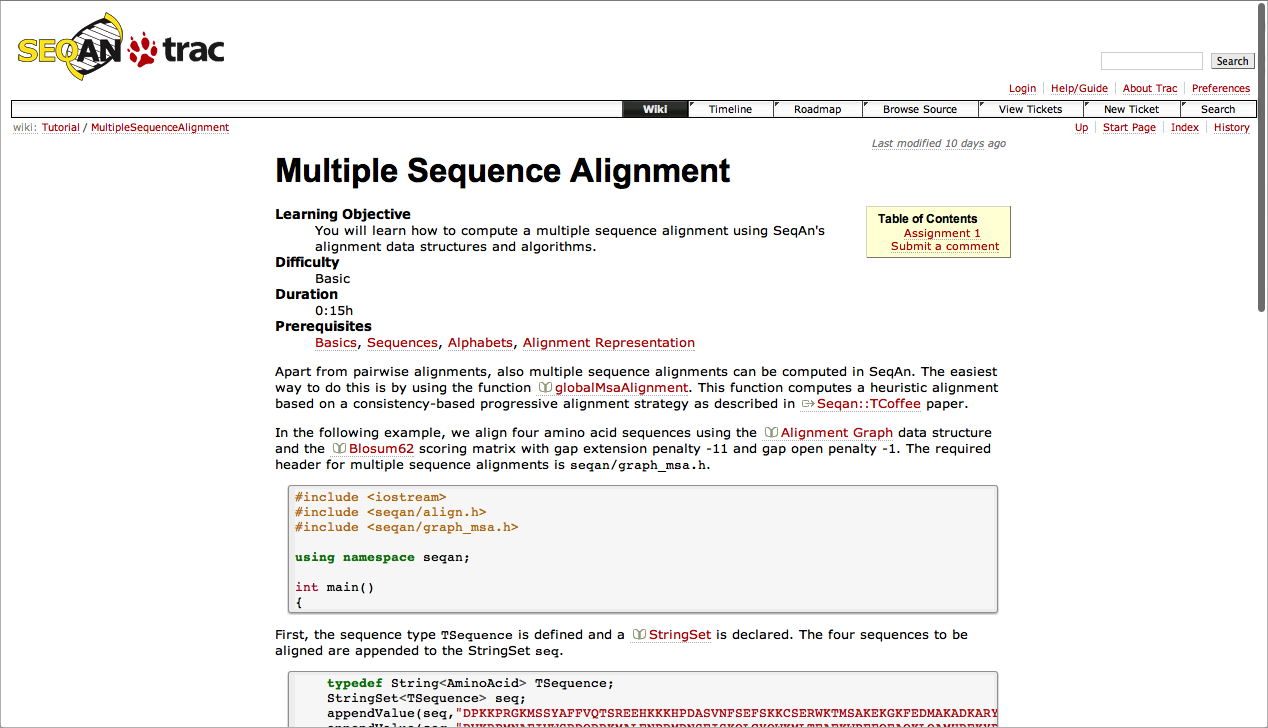 SEQAN trac
Search
Login Help/Guide About Trac Preferences
Wiki Timeline Roadmap Browse Source View Tickets New Ticket Search
wiki: Tutorial / MultipleSequenceAlignment
Up Start Page Index History
Last modified 10 days ago
Multiple Sequence Alignment
Learning Objective
You will learn how to compute a multiple sequence alignment using SeqAn's
alignment data structures and algorithms.
Difficulty
Basic
Duration
0:15h
Prerequisites
Basics, Sequences, Alphabets, Alignment Representation
Table of Contents
Assignment 1
Submit a comment
Apart from pairwise alignments, also multiple sequence alignments can be computed in SeqAn. The easiest
way to do this is by using the function globalMsaAlignment. This function computes a heuristic alignment
based on a consistency-based progressive alignment strategy as described in Seqan::TCoffee paper.
In the following example, we align four amino acid sequences using the Alignment Graph data structure
and the Blosum62 scoring matrix with gap extension penalty -11 and gap open penalty -1. The required
header for multiple sequence alignments is seqan/graph_msa.h.
#include <iostream>
#include <seqan/align.h>
#include <seqan/graph_msa.h>
using namespace seqan;
int main()
{
First, the sequence type TSequence is defined and a StringSet is declared. The four sequences to be
aligned are appended to the StringSet seq.
typedef String<AminoAcid> TSequence;
StringSet<TSequence> seq;
appendValue(seq,"DPKKPRGKMSSYAFFVQTSREEHKKKHPDASVNFSEFSKKCSERWKTMSAKEKGKFEDMAKADKARY